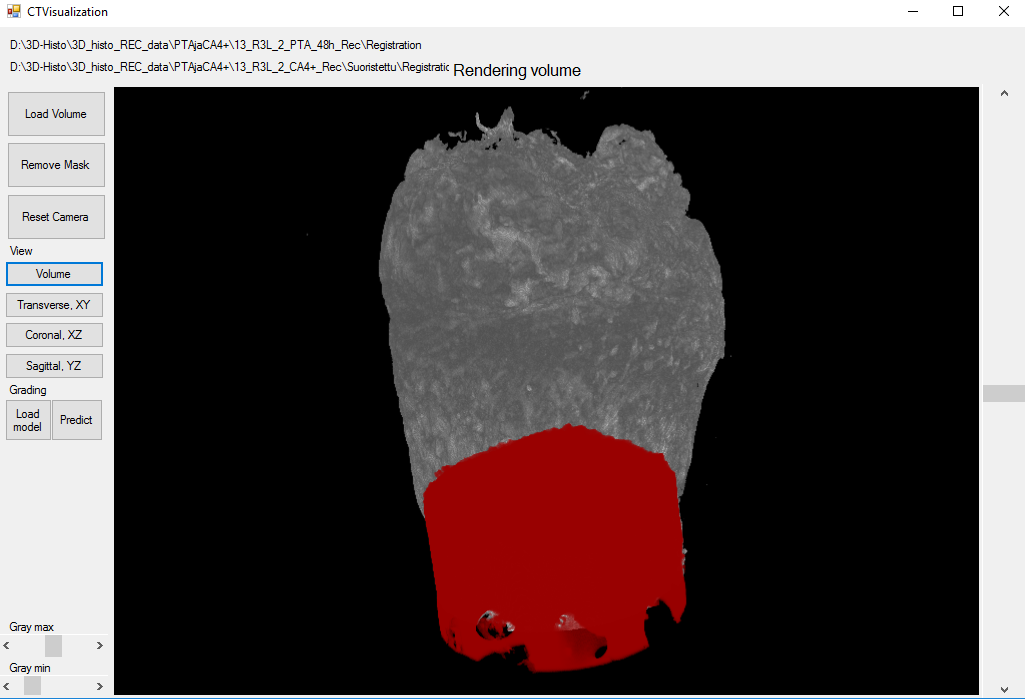 CTVisualization
D:\3D-Histo\3D_histo_REC_data\PTAjaCA4+\13_R3L_2_PTA_48h_Rec\Registration
D:\3D-Histo\3D_histo_REC_data\PTAjaCA4+\13_R3L_2_CA4+_Rec\Suoristettu\Registratic
Rendering volume
Load Volume
Remove Mask
Reset Camera
View
Volume
Transverse, XY
Coronal, XZ
Sagittal, YZ
Grading
Load
model
Predict
Gray max
Gray min